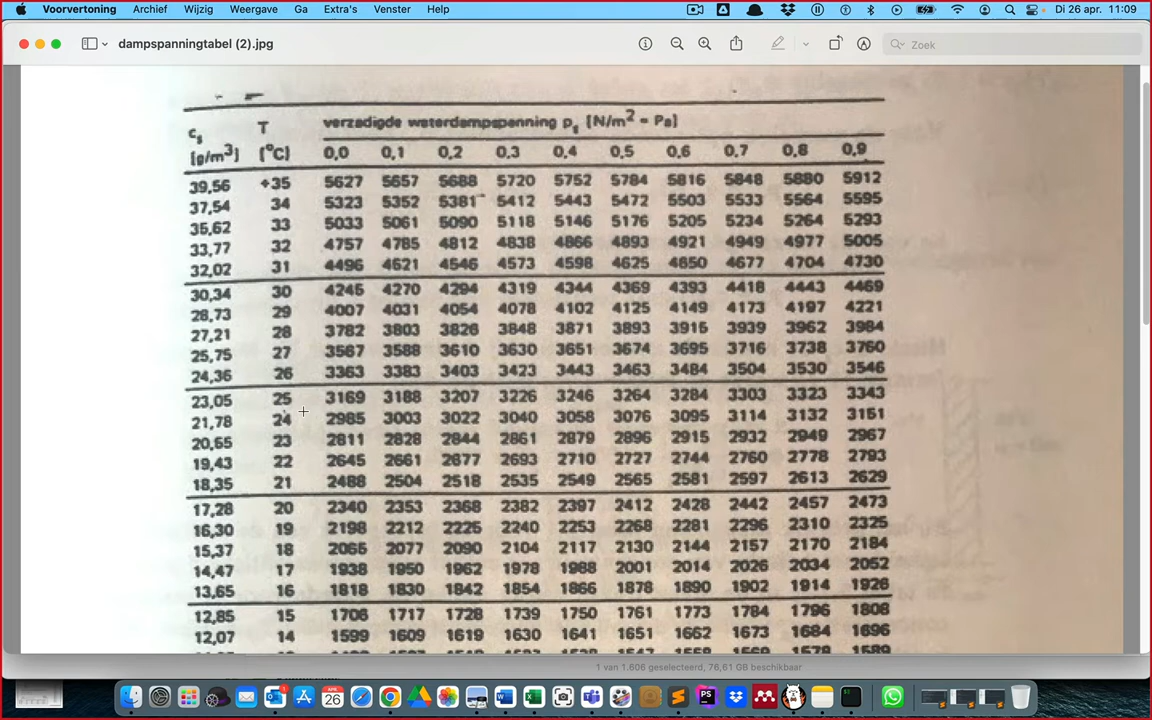 Voorvertoning Archief Wijzig Weergave Ga Extra's Venster Help Di 26 apr. 11:09
dampspanningtabel (2).jpg Zoek
verzadigde waterdampspanning ps [N/m² = Pa]
cs T
[g/m³] [°C] 0,0 0,1 0,2 0,3 0,4 0,5 0,6 0,7 0,8 0,9
39,56 +35 5627 5657 5688 5720 5752 5784 5816 5848 5880 5912
37,54 34 5323 5352 5381 5412 5443 5472 5503 5533 5564 5595
35,62 33 5033 5061 5090 5118 5146 5176 5205 5234 5264 5293
33,77 32 4757 4785 4812 4838 4866 4893 4921 4949 4977 5005
32,02 31 4496 4521 4546 4573 4598 4625 4650 4677 4704 4730
30,34 30 4245 4270 4294 4319 4344 4369 4393 4418 4443 4469
28,73 29 4007 4031 4054 4078 4102 4125 4149 4173 4197 4221
27,21 28 3782 3803 3826 3848 3871 3893 3916 3939 3962 3984
25,75 27 3567 3588 3610 3630 3651 3674 3695 3716 3738 3760
24,36 26 3363 3383 3403 3423 3443 3463 3484 3504 3530 3546
23,05 25 3169 3188 3207 3226 3246 3264 3284 3303 3323 3343
21,78 24 2985 3003 3022 3040 3058 3076 3095 3114 3132 3151
20,55 23 2811 2828 2844 2861 2879 2896 2915 2932 2949 2967
19,43 22 2645 2661 2677 2693 2710 2727 2744 2760 2778 2793
18,35 21 2488 2504 2518 2535 2549 2565 2581 2597 2613 2629
17,28 20 2340 2353 2368 2382 2397 2412 2428 2442 2457 2473
16,30 19 2198 2212 2225 2240 2253 2268 2281 2296 2310 2325
15,37 18 2065 2077 2090 2104 2117 2130 2144 2157 2170 2184
14,47 17 1938 1950 1962 1978 1988 2001 2014 2026 2034 2052
13,65 16 1818 1830 1842 1854 1866 1878 1890 1902 1914 1926
12,85 15 1706 1717 1728 1739 1750 1761 1773 1784 1796 1808
12,07 14 1599 1609 1619 1630 1641 1651 1662 1673 1684 1696
1 van 1.606 geselecteerd, 76,61 GB beschikbaar